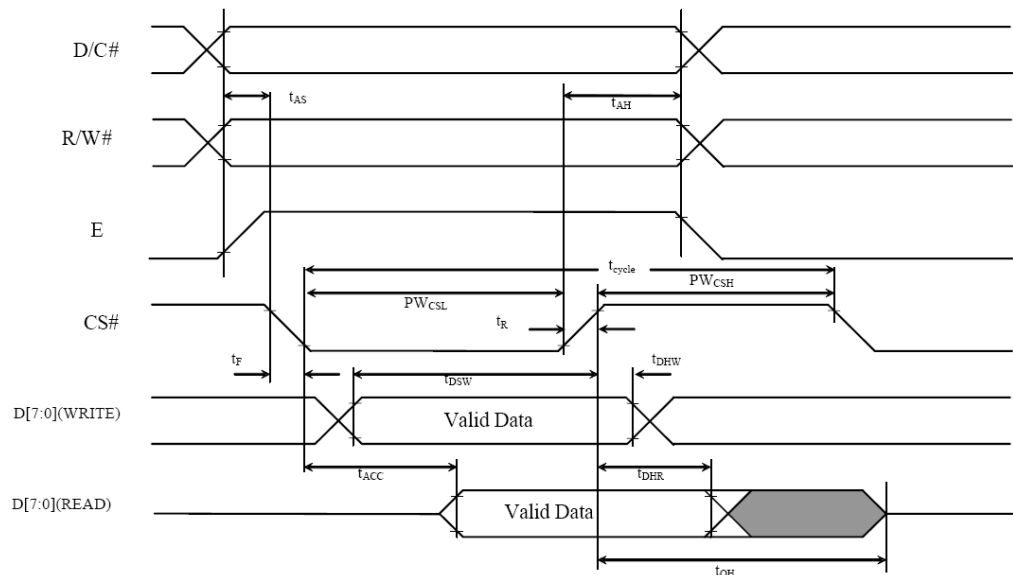 D/C#
tAS
tAH
R/W#
E
tcycle
PWCSL
PWCSH
CS#
tR
tF
tDSW
tDHW
D[7:0](WRITE)
Valid Data
tACC
tDHR
D[7:0](READ)
Valid Data
tOH